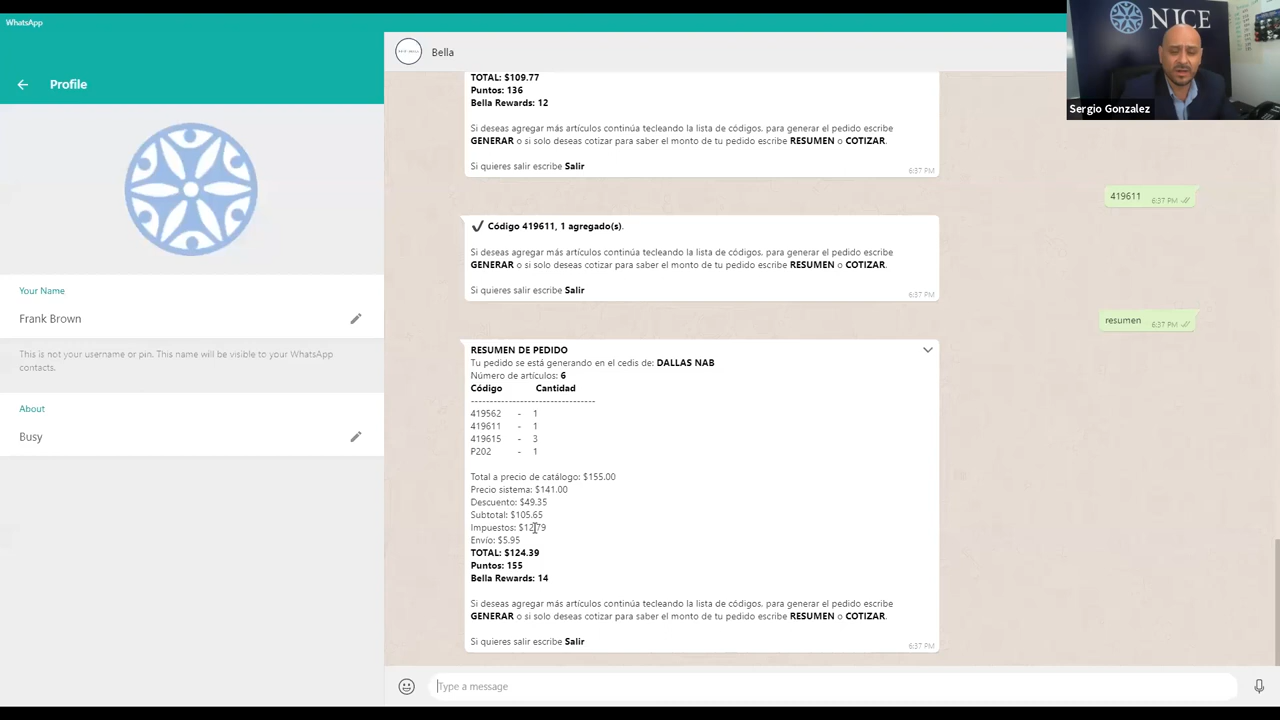 WhatsApp
NICE
Sergio Gonzalez
Profile
Your Name
Frank Brown
This is not your username or pin. This name will be visible to your WhatsApp
contacts.
About
Busy
Bella
TOTAL: $109.77
Puntos: 136
Bella Rewards: 12
Si deseas agregar más artículos continúa tecleando la lista de códigos, para generar el pedido escribe
GENERAR o si solo deseas cotizar para saber el monto de tu pedido escribe RESUMEN o COTIZAR.
Si quieres salir escribe Salir
6:37 PM
419611 6:37 PM
✔ Código 419611, 1 agregado(s).
Si deseas agregar más artículos continúa tecleando la lista de códigos, para generar el pedido escribe
GENERAR o si solo deseas cotizar para saber el monto de tu pedido escribe RESUMEN o COTIZAR.
Si quieres salir escribe Salir
6:37 PM
resumen 6:37 PM
RESUMEN DE PEDIDO
Tu pedido se está generando en el cedis de: DALLAS NAB
Número de artículos: 6
Código Cantidad
---------------------------------
419562 - 1
419611 - 1
419615 - 3
P202 - 1
Total a precio de catálogo: $155.00
Precio sistema: $141.00
Descuento: $49.35
Subtotal: $105.65
Impuestos: $12.79
Envío: $5.95
TOTAL: $124.39
Puntos: 155
Bella Rewards: 14
Si deseas agregar más artículos continúa tecleando la lista de códigos, para generar el pedido escribe
GENERAR o si solo deseas cotizar para saber el monto de tu pedido escribe RESUMEN o COTIZAR.
Si quieres salir escribe Salir
6:37 PM
Type a message